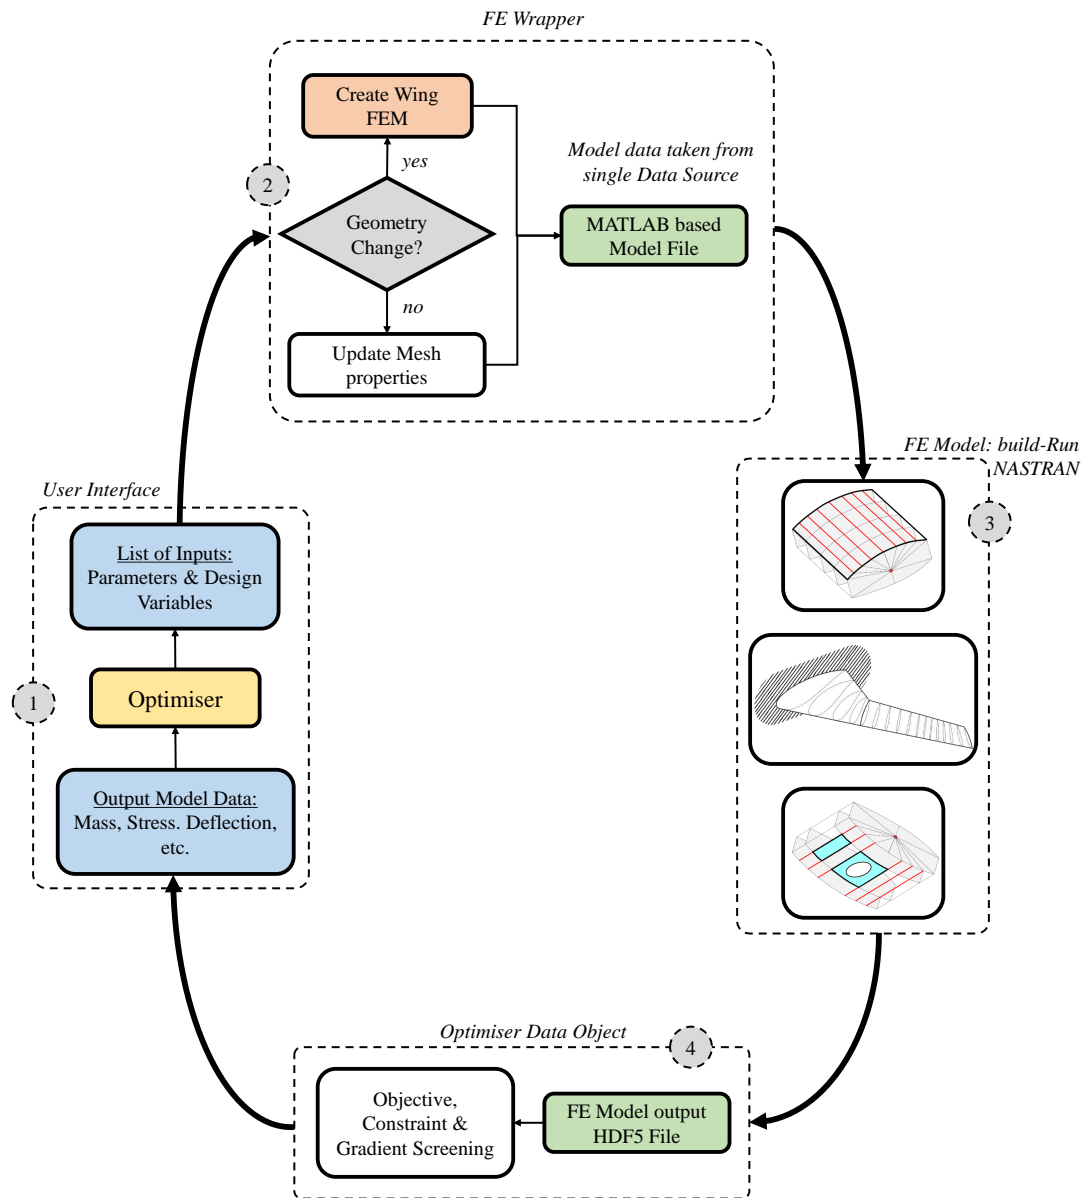 FE Wrapper
Create Wing
FEM
yes
Model data taken from
single Data Source
2
Geometry
Change?
MATLAB based
Model File
no
Update Mesh
properties
FE Model: build-Run
NASTRAN
3
User Interface
List of Inputs:
Parameters & Design
Variables
1
Optimiser
Output Model Data:
Mass, Stress. Deflection,
etc.
Optimiser Data Object
4
Objective,
Constraint &
Gradient Screening
FE Model output
HDF5 File